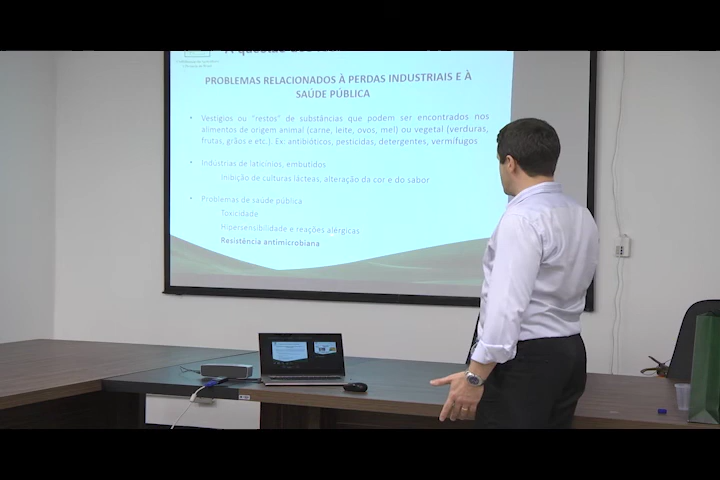 PROBLEMAS RELACIONADOS À PERDAS INDUSTRIAIS E À
SAÚDE PÚBLICA
• Vestígios ou "restos" de substâncias que podem ser encontrados nos
alimentos de origem animal (carne, leite, ovos, mel) ou vegetal (verduras,
frutas, grãos e etc.). Ex: antibióticos, pesticidas, detergentes, vermífugos
• Indústrias de laticínios, embutidos
Inibição de culturas lácteas, alteração da cor e do sabor
• Problemas de saúde pública
Toxicidade
Hipersensibilidade e reações alérgicas
Resistência antimicrobiana